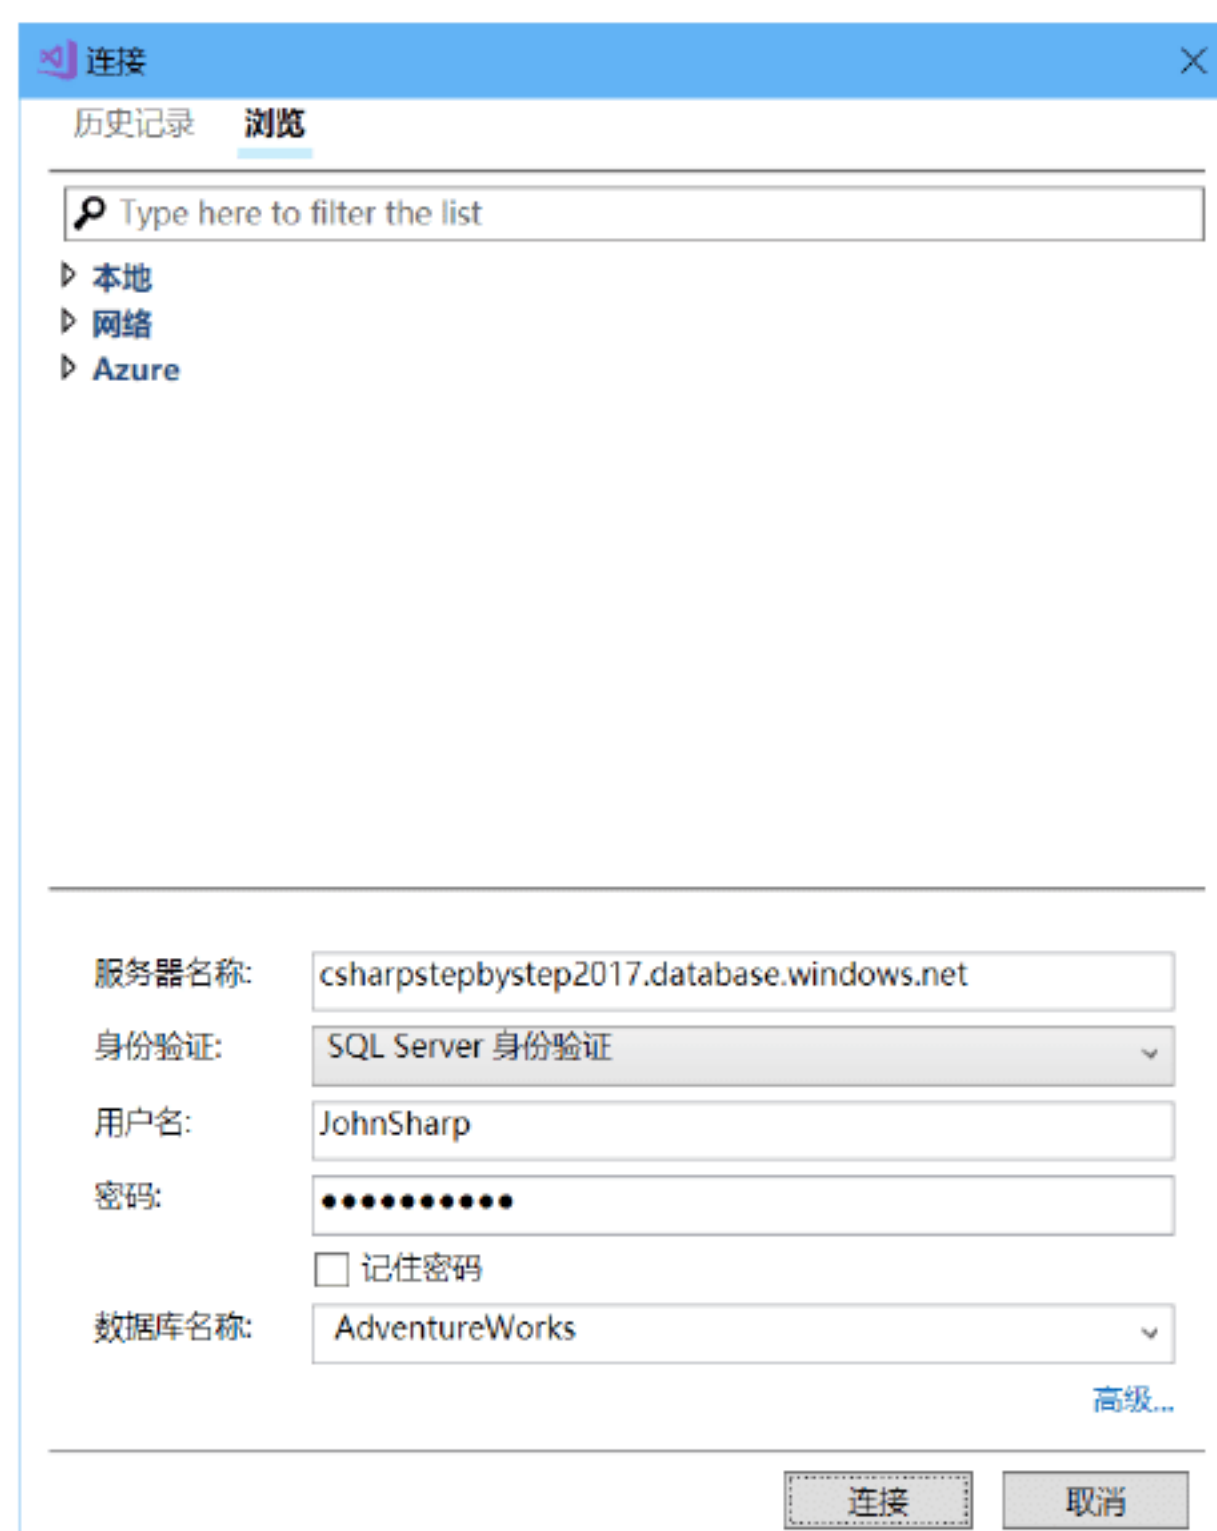 连接
历史记录 浏览
Type here to filter the list
本地
网络
Azure
服务器名称: csharpstepbystep2017.database.windows.net
身份验证: SQL Server 身份验证
用户名: JohnSharp
密码: ●●●●●●●●●●
记住密码
数据库名称: AdventureWorks
高级...
连接 取消